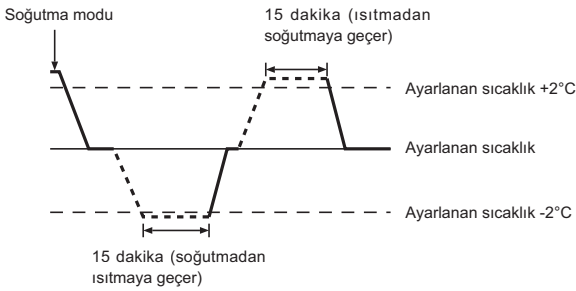 Soğutma modu
15 dakika (ısıtmadan
soğutmaya geçer)
Ayarlanan sıcaklık +2°C
Ayarlanan sıcaklık
Ayarlanan sıcaklık -2°C
15 dakika (soğutmadan
ısıtmaya geçer)